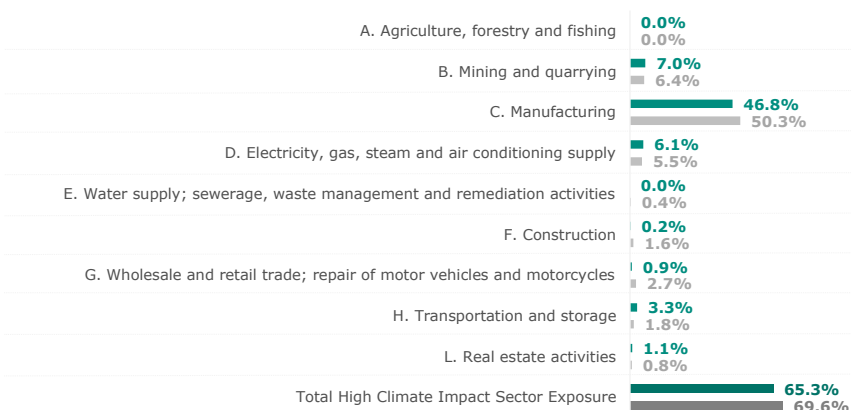 A. Agriculture, forestry and fishing
0.0%
0.0%
B. Mining and quarrying
7.0%
6.4%
C. Manufacturing
46.8%
50.3%
D. Electricity, gas, steam and air conditioning supply
6.1%
5.5%
E. Water supply; sewerage, waste management and remediation activities
0.0%
0.4%
F. Construction
0.2%
1.6%
G. Wholesale and retail trade; repair of motor vehicles and motorcycles
0.9%
2.7%
H. Transportation and storage
3.3%
1.8%
L. Real estate activities
1.1%
0.8%
Total High Climate Impact Sector Exposure
65.3%
69.6%